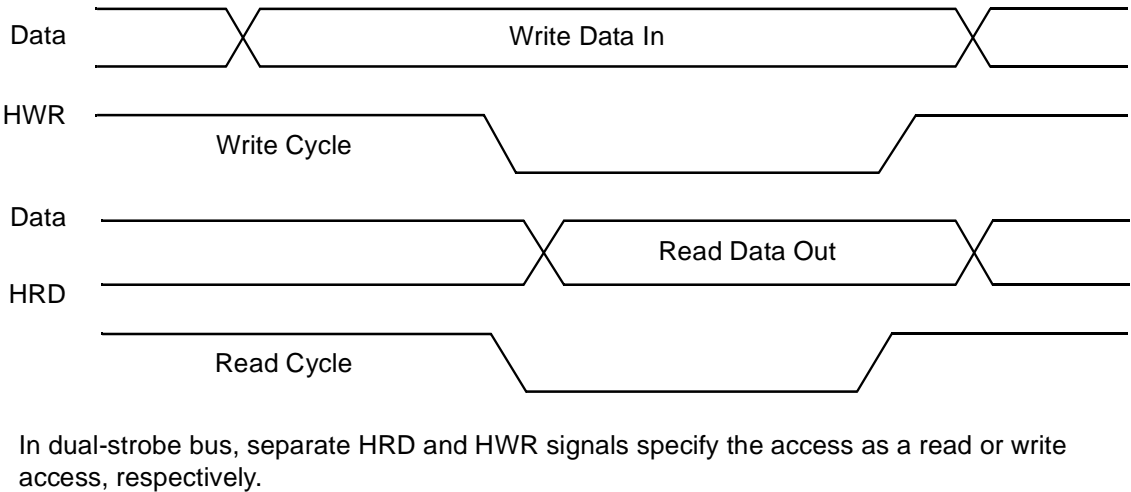 Data
Write Data In
HWR
Write Cycle
Data
Read Data Out
HRD
Read Cycle
In dual-strobe bus, separate HRD and HWR signals specify the access as a read or write
access, respectively.